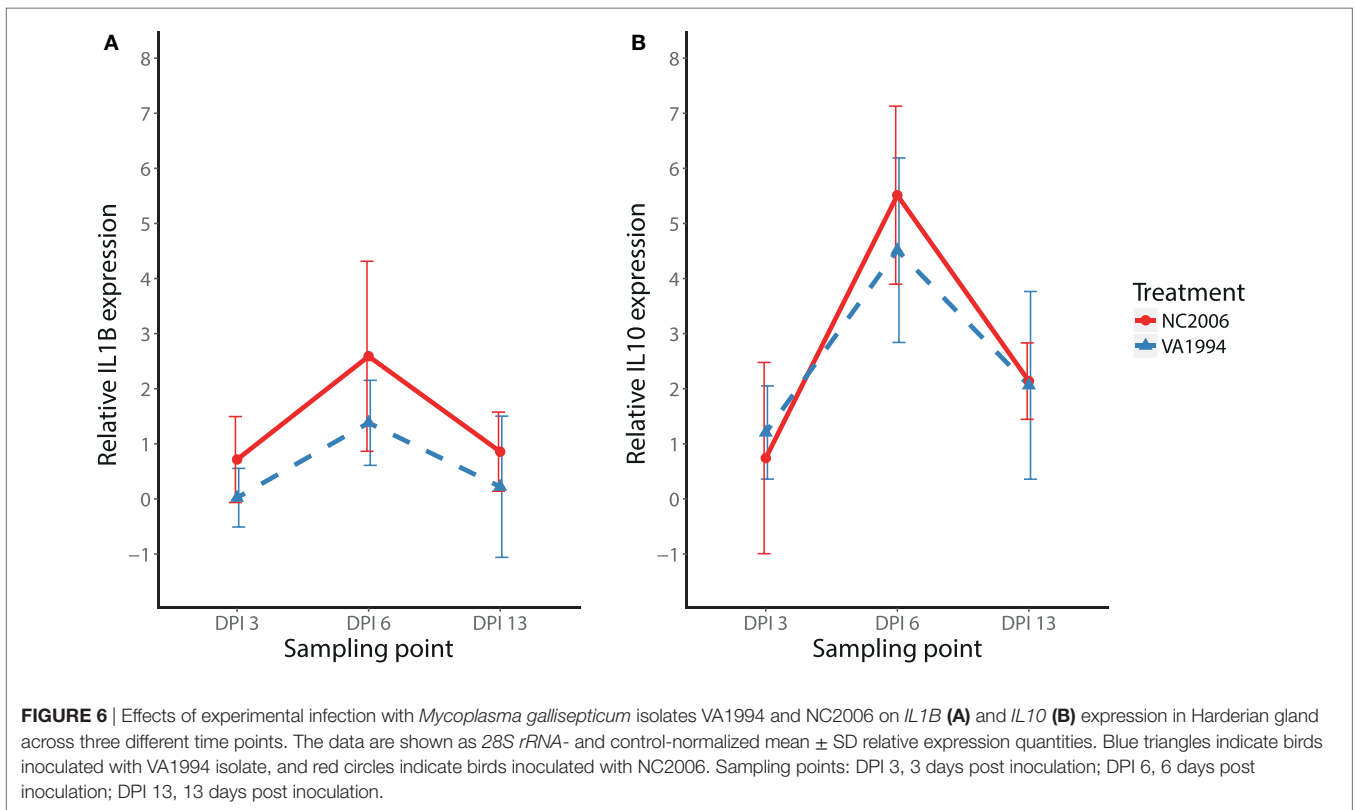 A
8
7
6
5
4
3
2
1
0
−1
Relative IL1B expression
DPI 3
DPI 6
DPI 13
Sampling point
B
8
7
6
5
4
3
2
1
0
−1
Relative IL10 expression
DPI 3
DPI 6
DPI 13
Sampling point
Treatment
NC2006
VA1994
FIGURE 6 | Effects of experimental infection with Mycoplasma gallisepticum isolates VA1994 and NC2006 on IL1B (A) and IL10 (B) expression in Harderian gland
across three different time points. The data are shown as 28S rRNA- and control-normalized mean ± SD relative expression quantities. Blue triangles indicate birds
inoculated with VA1994 isolate, and red circles indicate birds inoculated with NC2006. Sampling points: DPI 3, 3 days post inoculation; DPI 6, 6 days post
inoculation; DPI 13, 13 days post inoculation.